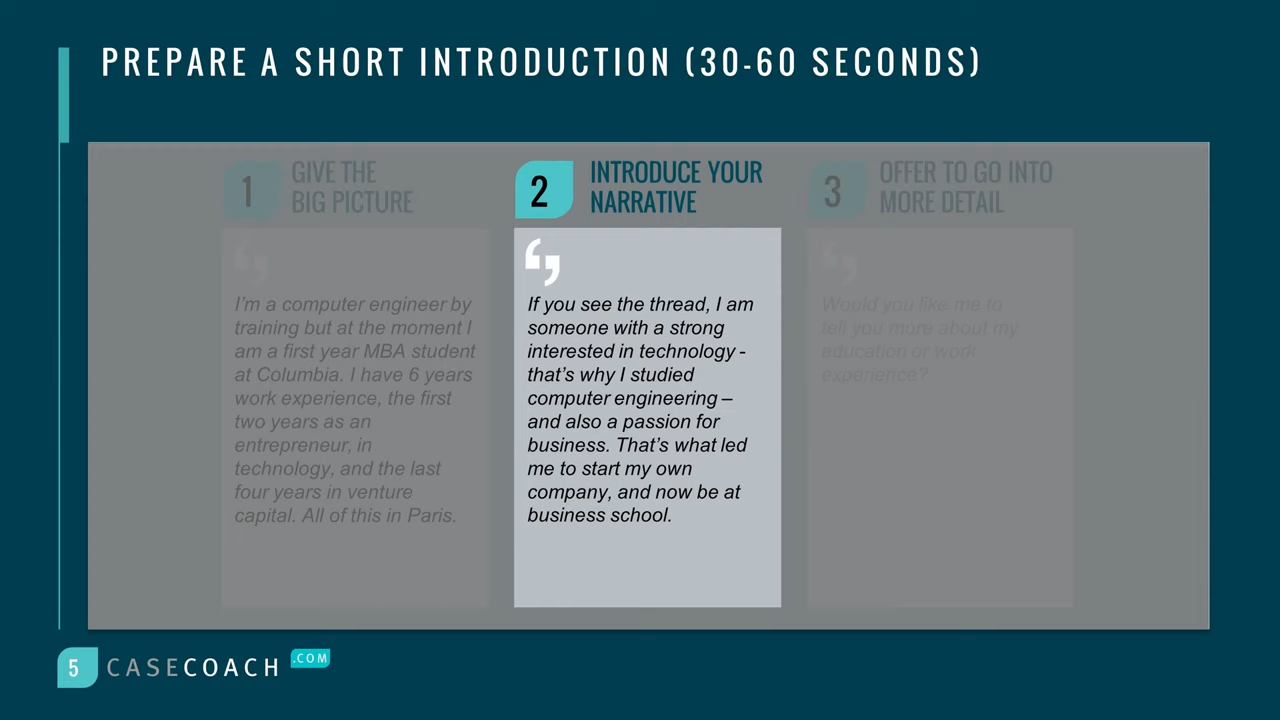 PREPARE A SHORT INTRODUCTION (30-60 SECONDS)
1
GIVE THE
BIG PICTURE
I'm a computer engineer by
training but at the moment I
am a first year MBA student
at Columbia. I have 6 years
work experience, the first
two years as an
entrepreneur, in
technology, and the last
four years in venture
capital. All of this in Paris.
2
INTRODUCE YOUR
NARRATIVE
If you see the thread, I am
someone with a strong
interested in technology -
that's why I studied
computer engineering –
and also a passion for
business. That's what led
me to start my own
company, and now be at
business school.
3
OFFER TO GO INTO
MORE DETAIL
Would you like me to
tell you more about my
education or work
experience?
5
CASECOACH .COM